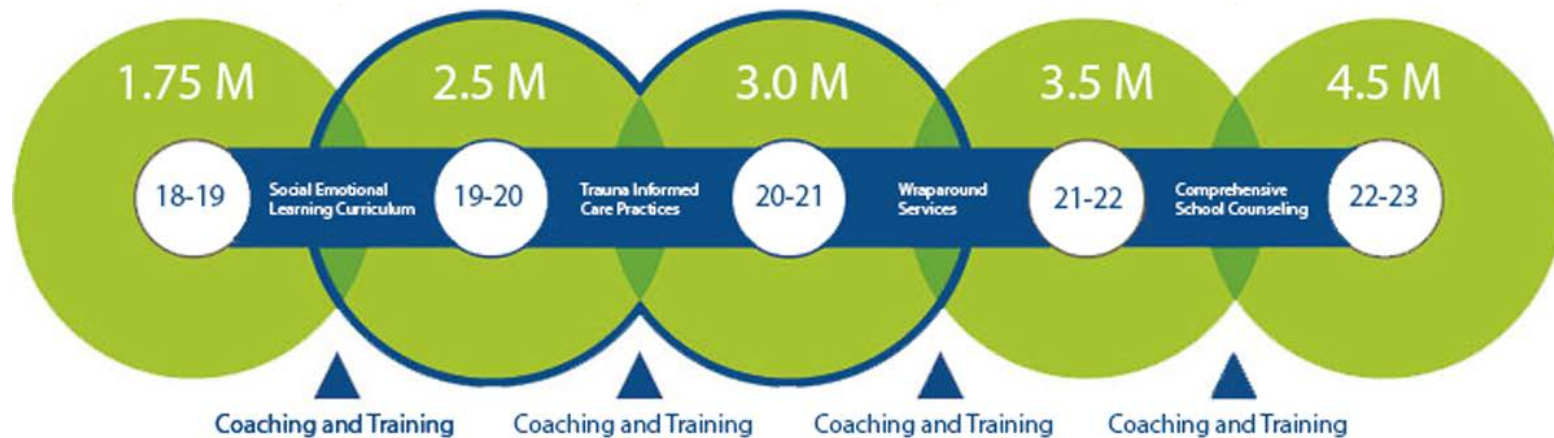 1.75 M
2.5 M
3.0 M
3.5 M
4.5 M
18-19
Social Emotional
Learning Curriculum
19-20
Trauna Informed
Care Practices
20-21
Wraparound
Services
21-22
Comprehensive
School Counseling
22-23
Coaching and Training
Coaching and Training
Coaching and Training
Coaching and Training